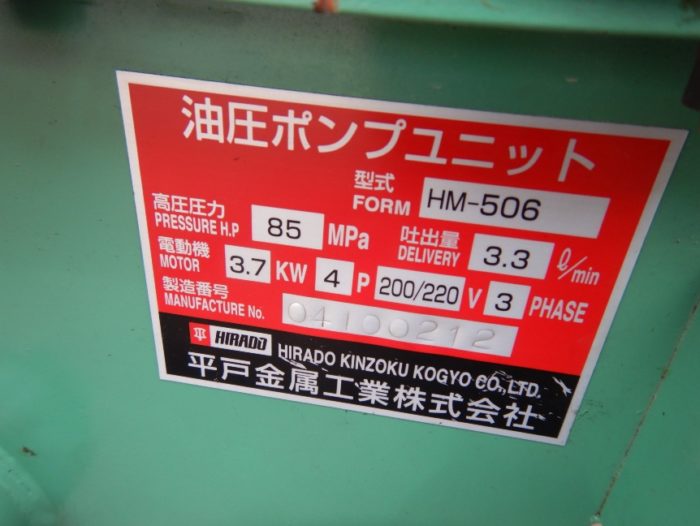 油圧ポンプユニット
型式 FORM HM-506
高圧圧力 PRESSURE H.P 85 MPa 吐出量 DELIVERY 3.3 ℓ/min
電動機 MOTOR 3.7 KW 4 P 200/220 V 3 PHASE
製造番号 MANUFACTURE No. 04100212
平 HIRADO HIRADO KINZOKU KOGYO CO.,LTD.
平戸金属工業株式会社